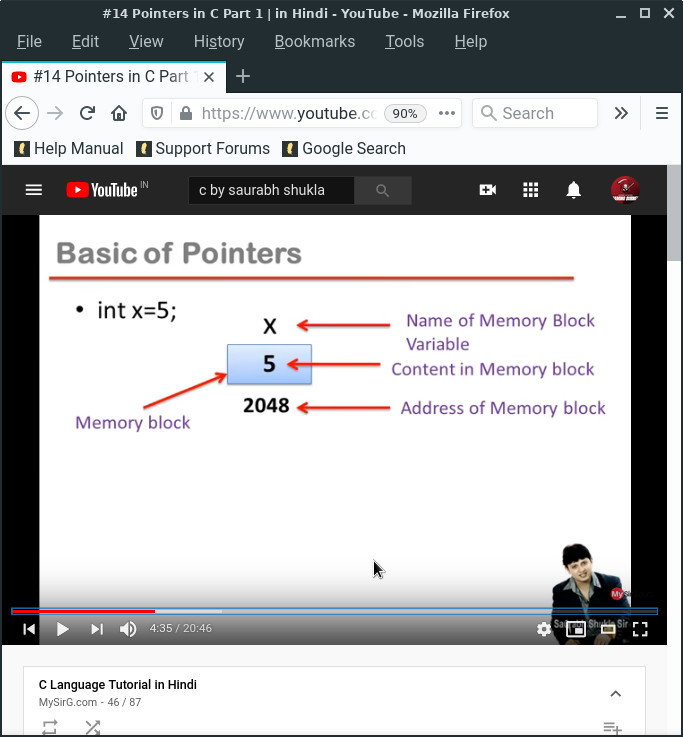 #14 Pointers in C Part 1 | in Hindi - YouTube - Mozilla Firefox
File Edit View History Bookmarks Tools Help
#14 Pointers in C Part
https://www.youtube.co 90% Search
Help Manual Support Forums Google Search
YouTube IN c by saurabh shukla
Basic of Pointers
• int x=5;
X
Name of Memory Block
Variable
5
Content in Memory block
2048
Address of Memory block
Memory block
My
Saurabh Shukla Sir
4:35 / 20:46
C Language Tutorial in Hindi
MySirG.com - 46 / 87